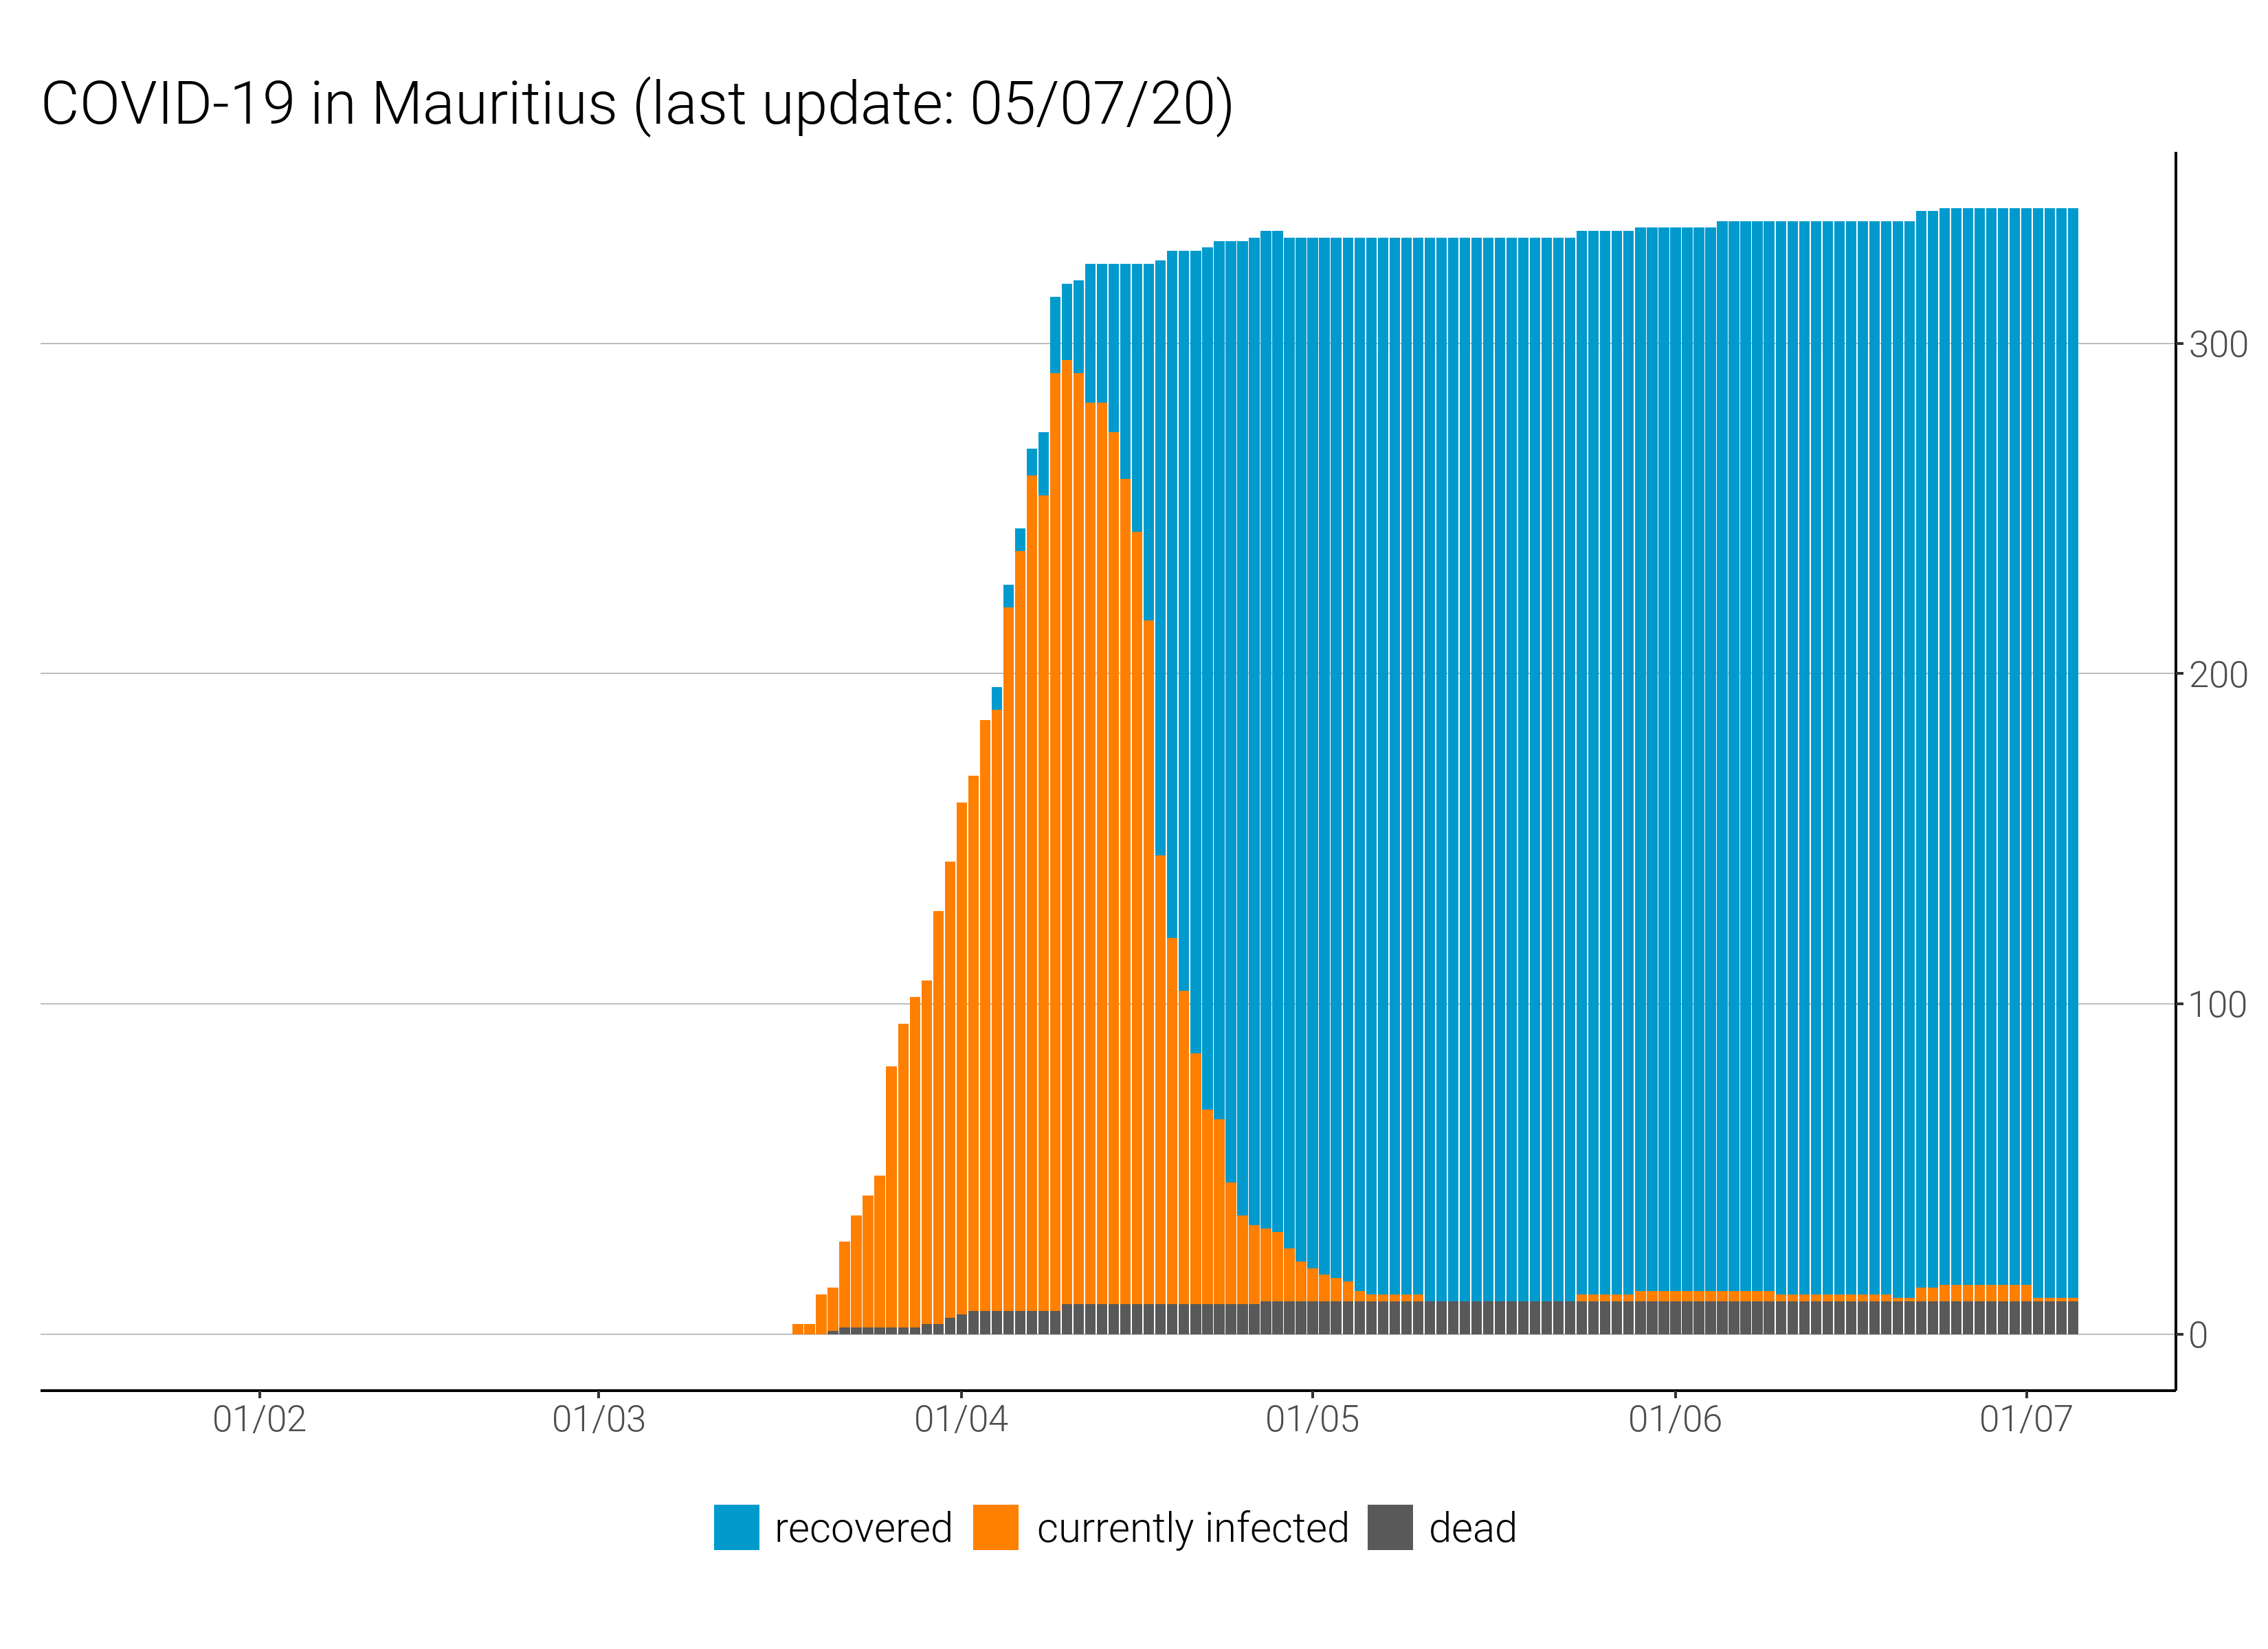 COVID-19 in Mauritius (last update: 05/07/20)
300
200
100
0
01/02 01/03 01/04 01/05 01/06 01/07
recovered currently infected dead